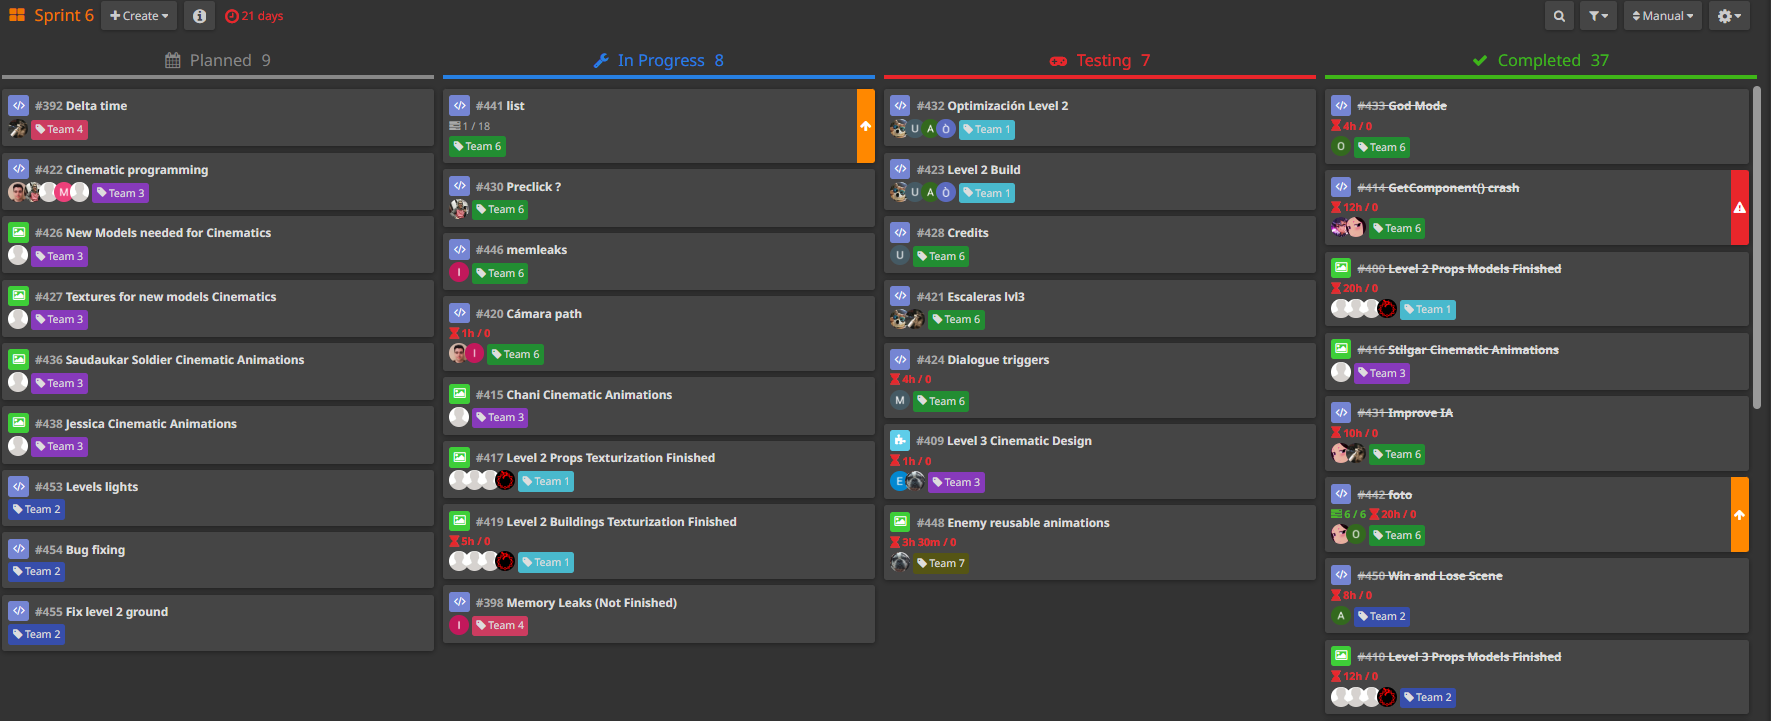 Sprint 6 Create 21 days Manual
Planned 9
#392 Delta time
Team 4
#422 Cinematic programming
M Team 3
#426 New Models needed for Cinematics
Team 3
#427 Textures for new models Cinematics
Team 3
#436 Saudaukar Soldier Cinematic Animations
Team 3
#438 Jessica Cinematic Animations
Team 3
#453 Levels lights
Team 2
#454 Bug fixing
Team 2
#455 Fix level 2 ground
Team 2
In Progress 8
#441 list
1 / 18
Team 6
#430 Preclick ?
Team 6
#446 memleaks
I Team 6
#420 Cámara path
1h / 0
I Team 6
#415 Chani Cinematic Animations
Team 3
#417 Level 2 Props Texturization Finished
Team 1
#419 Level 2 Buildings Texturization Finished
5h / 0
Team 1
#398 Memory Leaks (Not Finished)
I Team 4
Testing 7
#432 Optimización Level 2
U A Ò Team 1
#423 Level 2 Build
U A Ò Team 1
#428 Credits
U Team 6
#421 Escaleras lvl3
Team 6
#424 Dialogue triggers
4h / 0
M Team 6
#409 Level 3 Cinematic Design
1h / 0
E Team 3
#448 Enemy reusable animations
3h 30m / 0
Team 7
Completed 37
#433 God Mode
4h / 0
O Team 6
#414 GetComponent() crash
12h / 0
Team 6
#400 Level 2 Props Models Finished
20h / 0
Team 1
#416 Stilgar Cinematic Animations
Team 3
#431 Improve IA
10h / 0
Team 6
#442 foto
6 / 6 20h / 0
O Team 6
#450 Win and Lose Scene
8h / 0
A Team 2
#410 Level 3 Props Models Finished
12h / 0
Team 2